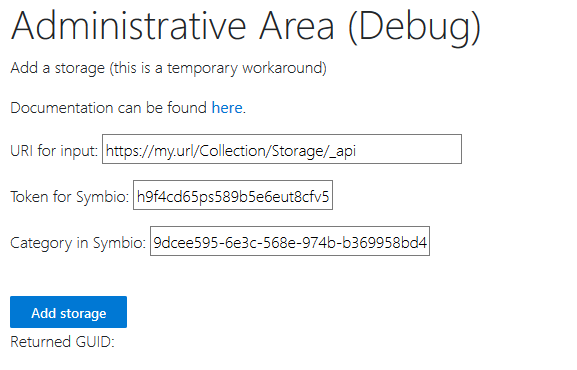 Administrative Area (Debug)
Add a storage (this is a temporary workaround)
Documentation can be found here.
URI for input: https://my.url/Collection/Storage/_api
Token for Symbio: h9f4cd65ps589b5e6eut8cfv5
Category in Symbio: 9dcee595-6e3c-568e-974b-b369958bd4
Add storage
Returned GUID: